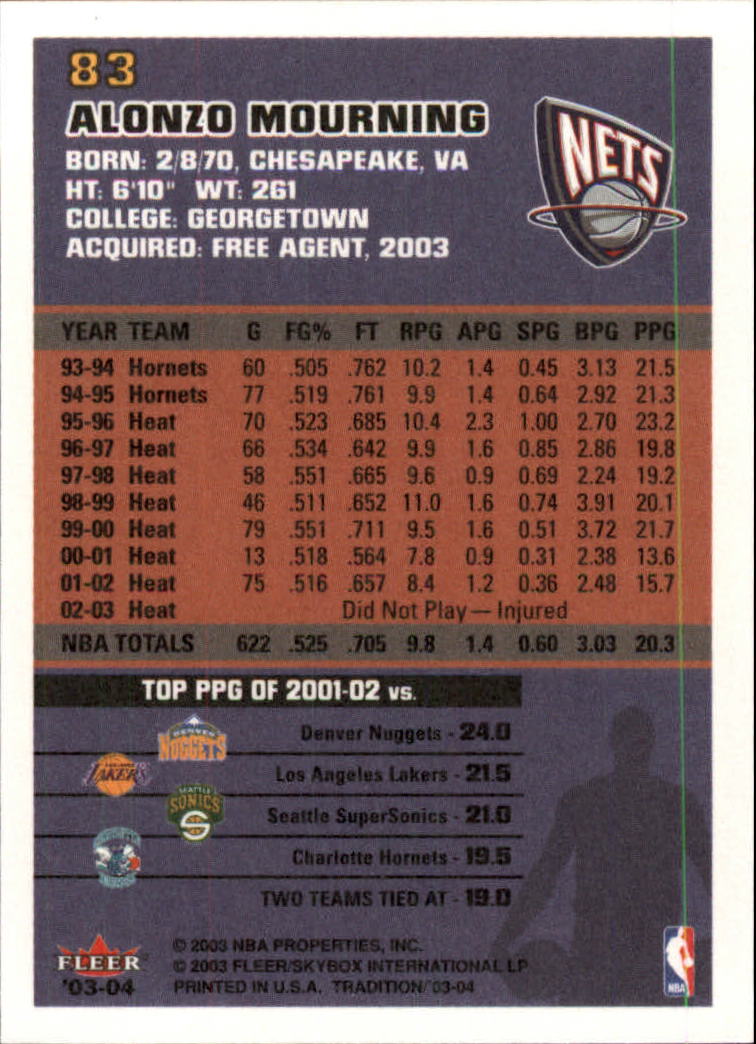 83
ALONZO MOURNING
BORN: 2/8/70, CHESAPEAKE, VA
HT: 6'10" WT: 261
COLLEGE: GEORGETOWN
ACQUIRED: FREE AGENT, 2003
NETS
YEAR TEAM G FG% FT RPG APG SPG BPG PPG
93-94 Hornets 60 .505 .762 10.2 1.4 0.45 3.13 21.5
94-95 Hornets 77 .519 .761 9.9 1.4 0.64 2.92 21.3
95-96 Heat 70 .523 .685 10.4 2.3 1.00 2.70 23.2
96-97 Heat 66 .534 .642 9.9 1.6 0.85 2.86 19.8
97-98 Heat 58 .551 .665 9.6 0.9 0.69 2.24 19.2
98-99 Heat 46 .511 .652 11.0 1.6 0.74 3.91 20.1
99-00 Heat 79 .551 .711 9.5 1.6 0.51 3.72 21.7
00-01 Heat 13 .518 .564 7.8 0.9 0.31 2.38 13.6
01-02 Heat 75 .516 .657 8.4 1.2 0.36 2.48 15.7
02-03 Heat Did Not Play — Injured
NBA TOTALS 622 .525 .705 9.8 1.4 0.60 3.03 20.3
TOP PPG OF 2001-02 vs.
DENVER
NUGGETS
Denver Nuggets - 24.0
LAKERS
Los Angeles Lakers - 21.5
SEATTLE
SONICS
Seattle SuperSonics - 21.0
Charlotte Hornets - 19.5
TWO TEAMS TIED AT - 19.0
FLEER
'03-04
© 2003 NBA PROPERTIES, INC.
© 2003 FLEER/SKYBOX INTERNATIONAL LP
PRINTED IN U.S.A. TRADITION/'03-04
NBA